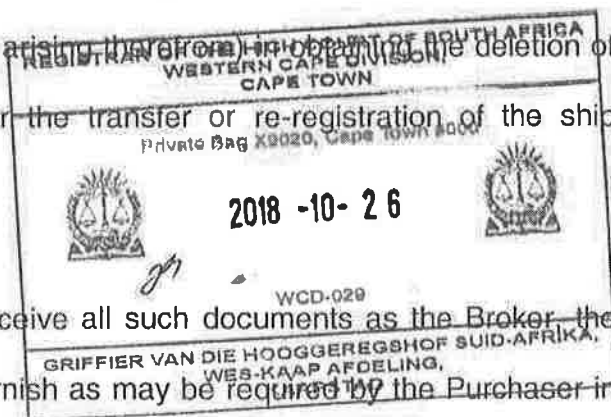 arising therefrom) in obtaining the deletion of
REGISTRAR OF THE HIGH COURT OF SOUTH AFRICA
WESTERN CAPE DIVISION,
CAPE TOWN
r the transfer or re-registration of the ship
Private Bag X9020, Cape Town 8000
2018 -10- 26
WCD-029
ceive all such documents as the Broker, the
GRIFFIER VAN DIE HOOGGEREGSHOF SUID-AFRIKA,
WES-KAAP AFDELING,
nish as may be required by the Purchaser in